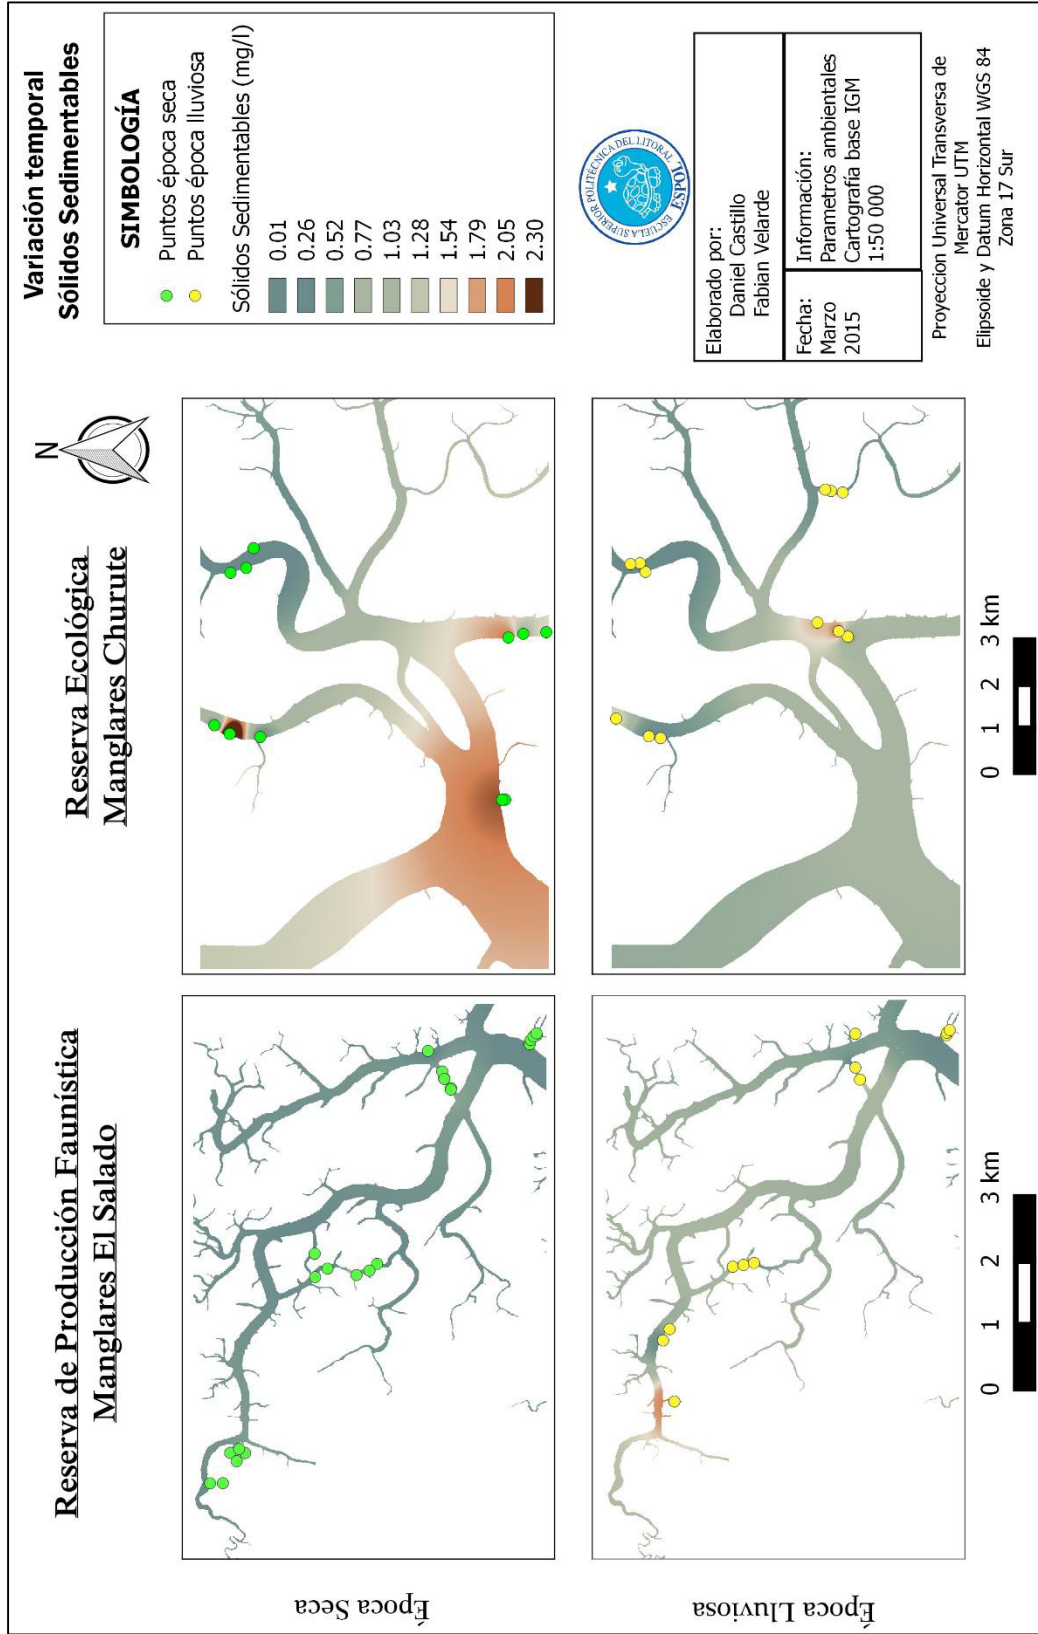 Reserva de Producción Faunística
Manglares El Salado
Reserva Ecológica
Manglares Churute
N
Variación temporal
Sólidos Sedimentables
SIMBOLOGÍA
Puntos época seca
Puntos época lluviosa
Sólidos Sedimentables (mg/l)
0.01
0.26
0.52
0.77
1.03
1.28
1.54
1.79
2.05
2.30
Época Seca
Época Lluviosa
0 1 2 3 km
0 1 2 3 km
ESCUELA SUPERIOR POLITÉCNICA DEL LITORAL
ESPOL
Elaborado por:
Daniel Castillo
Fabian Velarde
Fecha:
Marzo
2015
Información:
Parametros ambientales
Cartografía base IGM
1:50 000
Proyeccion Universal Transversa de
Mercator UTM
Elipsoide y Datum Horizontal WGS 84
Zona 17 Sur